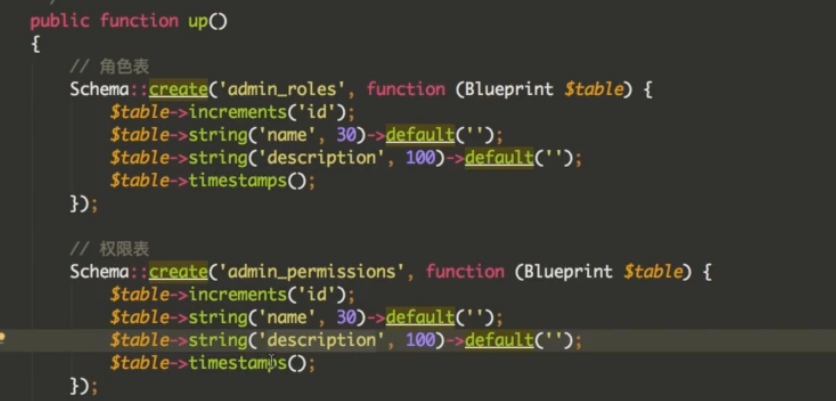 public function up()
{
// 角色表
Schema::create('admin_roles', function (Blueprint $table) {
$table->increments('id');
$table->string('name', 30)->default('');
$table->string('description', 100)->default('');
$table->timestamps();
});
// 权限表
Schema::create('admin_permissions', function (Blueprint $table) {
$table->increments('id');
$table->string('name', 30)->default('');
$table->string('description', 100)->default('');
$table->timestamps();
});